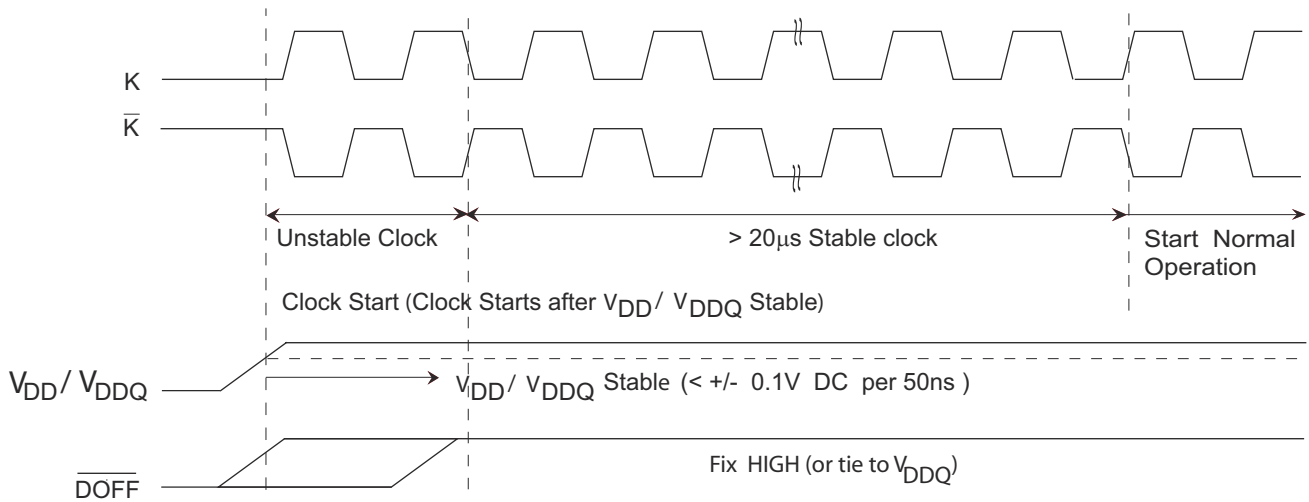 K
K̅
Unstable Clock
> 20μs Stable clock
Start Normal
Operation
Clock Start (Clock Starts after VDD / VDDQ Stable)
VDD / VDDQ
VDD / VDDQ Stable (< +/- 0.1V DC per 50ns )
Fix HIGH (or tie to VDDQ)
D̅O̅F̅F̅